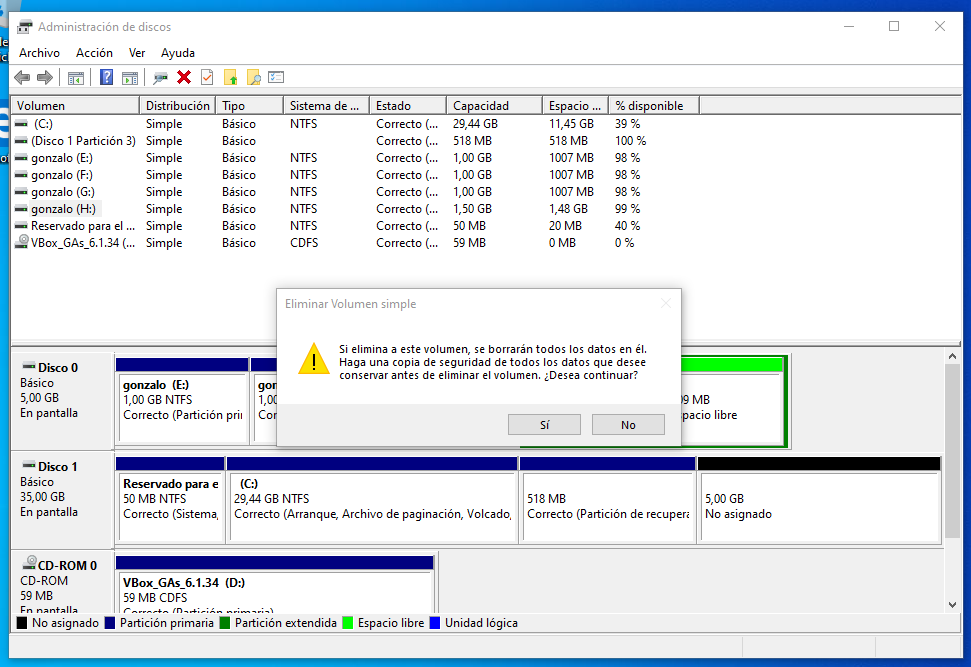 Administración de discos
Archivo Acción Ver Ayuda
Volumen Distribución Tipo Sistema de ... Estado Capacidad Espacio ... % disponible
(C:) Simple Básico NTFS Correcto (... 29,44 GB 11,45 GB 39 %
(Disco 1 Partición 3) Simple Básico Correcto (... 518 MB 518 MB 100 %
gonzalo (E:) Simple Básico NTFS Correcto (... 1,00 GB 1007 MB 98 %
gonzalo (F:) Simple Básico NTFS Correcto (... 1,00 GB 1007 MB 98 %
gonzalo (G:) Simple Básico NTFS Correcto (... 1,00 GB 1007 MB 98 %
gonzalo (H:) Simple Básico NTFS Correcto (... 1,50 GB 1,48 GB 99 %
Reservado para el ... Simple Básico NTFS Correcto (... 50 MB 20 MB 40 %
VBox_GAs_6.1.34 (... Simple Básico CDFS Correcto (... 59 MB 0 MB 0 %
Eliminar Volumen simple
Si elimina a este volumen, se borrarán todos los datos en él.
Haga una copia de seguridad de todos los datos que desee
conservar antes de eliminar el volumen. ¿Desea continuar?
Sí No
Disco 0
Básico
5,00 GB
En pantalla
gonzalo (E:)
1,00 GB NTFS
Correcto (Partición pri
gon
1,00
Cor
09 MB
pacio libre
Disco 1
Básico
35,00 GB
En pantalla
Reservado para e
50 MB NTFS
Correcto (Sistema,
(C:)
29,44 GB NTFS
Correcto (Arranque, Archivo de paginación, Volcado,
518 MB
Correcto (Partición de recupera
5,00 GB
No asignado
CD-ROM 0
CD-ROM
59 MB
En pantalla
VBox_GAs_6.1.34 (D:)
59 MB CDFS
Correcto (Partición primaria)
No asignado Partición primaria Partición extendida Espacio libre Unidad lógica